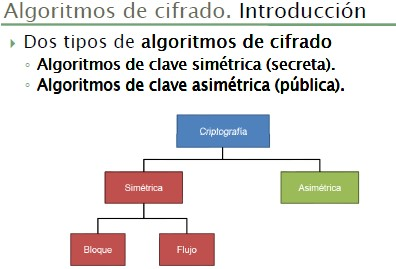 Algoritmos de cifrado. Introducción
Dos tipos de algoritmos de cifrado
Algoritmos de clave simétrica (secreta).
Algoritmos de clave asimétrica (pública).
Criptografía
Simétrica
Asimétrica
Bloque
Flujo